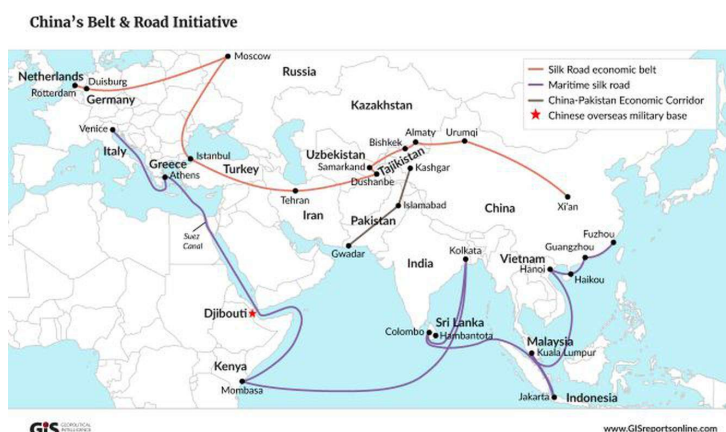 China's Belt & Road Initiative
Silk Road economic belt
Maritime silk road
China-Pakistan Economic Corridor
Chinese overseas military base
Moscow
Russia
Netherlands
Duisburg
Rotterdam
Germany
Kazakhstan
Venice
Italy
Almaty
Urumqi
Bishkek
Uzbekistan
Tajikistan
Greece
Istanbul
Samarkand
Kashgar
Athens
Turkey
Dushanbe
Tehran
Xi'an
Iran
Islamabad
China
Pakistan
Suez
Canal
Fuzhou
Guangzhou
Gwadar
Kolkata
Vietnam
India
Hanoi
Haikou
Djibouti
Sri Lanka
Colombo
Hambantota
Malaysia
Kuala Lumpur
Kenya
Mombasa
Jakarta
Indonesia
GIS
GEOPOLITICAL
INTELLIGENCE
www.GISreportsonline.com